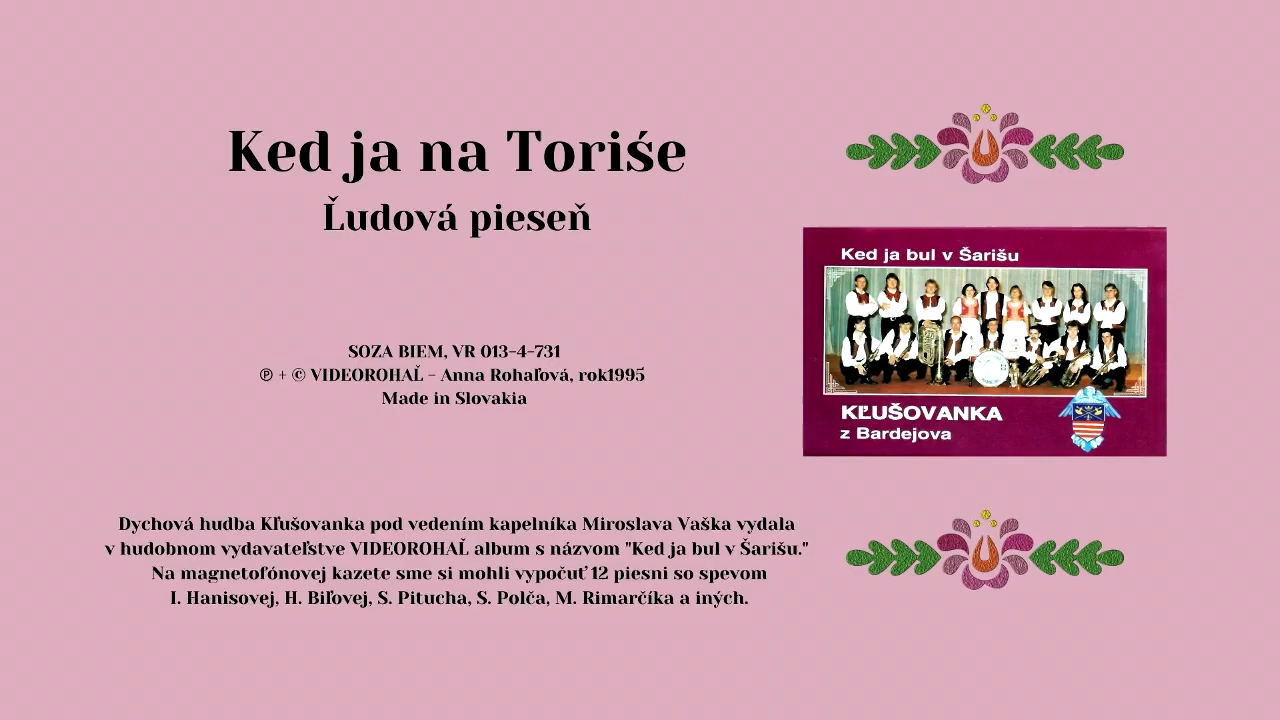 Ked ja na Toriśe
Ľudová pieseň
SOZA BIEM, VR 013-4-731
℗ + © VIDEOROHAĽ - Anna Rohaľová, rok1995
Made in Slovakia
Dychová hudba Kľušovanka pod vedením kapelníka Miroslava Vaška vydala
v hudobnom vydavateľstve VIDEOROHAĽ album s názvom "Ked ja bul v Šarišu."
Na magnetofónovej kazete sme si mohli vypočuť 12 piesni so spevom
I. Hanisovej, H. Biľovej, S. Pitucha, S. Polča, M. Rimarčíka a iných.
Ked ja bul v Šarišu
KĽUŠOVANKA
z Bardejova